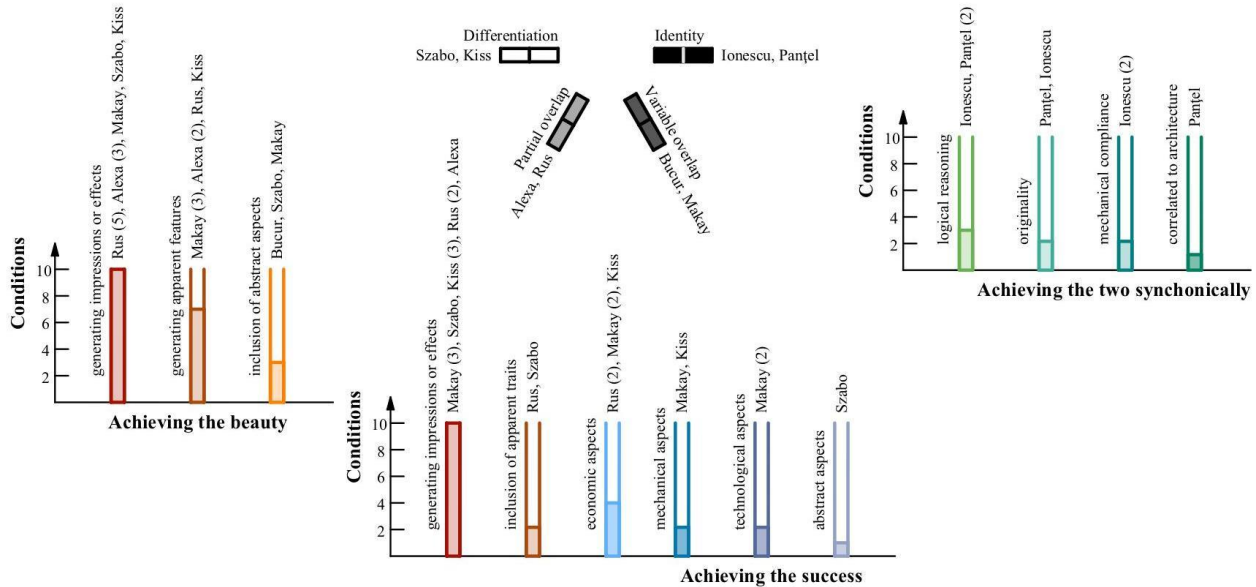 Differentiation
Szabo, Kiss
Identity
Ionescu, Panțel
Partial overlap
Alexa, Rus
Variable overlap
Bucur, Makay
Conditions
10
8
6
4
2
generating impressions or effects
Rus (5), Alexa (3), Makay, Szabo, Kiss
generating apparent features
Makay (3), Alexa (2), Rus, Kiss
inclusion of abstract aspects
Bucur, Szabo, Makay
Achieving the beauty
Conditions
10
8
6
4
2
generating impressions or effects
Makay (3), Szabo, Kiss (3), Rus (2), Alexa
inclusion of apparent traits
Rus, Szabo
economic aspects
Rus (2), Makay (2), Kiss
mechanical aspects
Makay, Kiss
technological aspects
Makay (2)
abstract aspects
Szabo
Achieving the success
Conditions
10
8
6
4
2
logical reasoning
Ionescu, Panțel (2)
originality
Panțel, Ionescu
mechanical compliance
Ionescu (2)
correlated to architecture
Panțel
Achieving the two synchonically